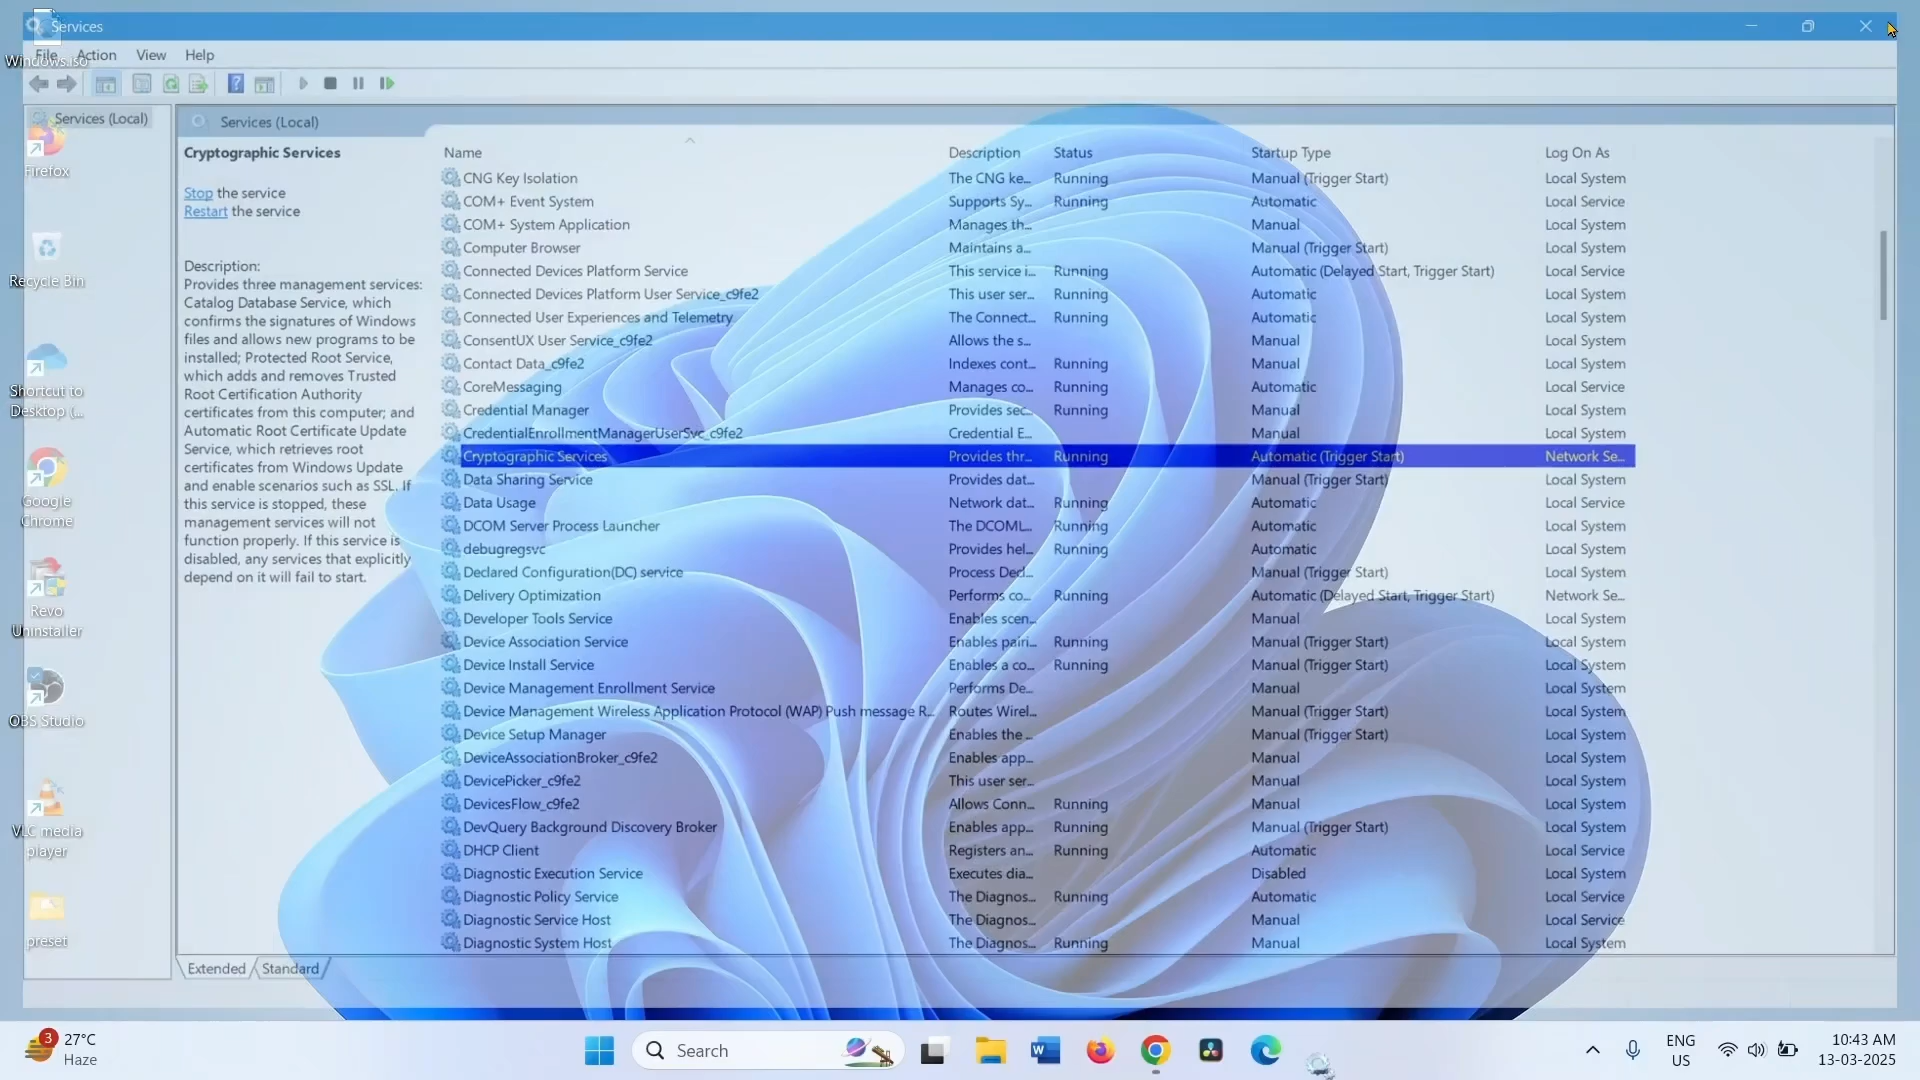 Services
File Action View Help
Windows.iso
Services (Local)
Services (Local)
Firefox
Recycle Bin
Shortcut to
Desktop (...
Google
Chrome
Revo
Uninstaller
OBS Studio
VLC media
player
preset
Cryptographic Services
Stop the service
Restart the service
Description:
Provides three management services:
Catalog Database Service, which
confirms the signatures of Windows
files and allows new programs to be
installed; Protected Root Service,
which adds and removes Trusted
Root Certification Authority
certificates from this computer; and
Automatic Root Certificate Update
Service, which retrieves root
certificates from Windows Update
and enable scenarios such as SSL. If
this service is stopped, these
management services will not
function properly. If this service is
disabled, any services that explicitly
depend on it will fail to start.
Name Description Status Startup Type Log On As
CNG Key Isolation The CNG ke... Running Manual (Trigger Start) Local System
COM+ Event System Supports Sy... Running Automatic Local Service
COM+ System Application Manages th... Manual Local System
Computer Browser Maintains a... Manual (Trigger Start) Local System
Connected Devices Platform Service This service i... Running Automatic (Delayed Start, Trigger Start) Local Service
Connected Devices Platform User Service_c9fe2 This user ser... Running Automatic Local System
Connected User Experiences and Telemetry The Connect... Running Automatic Local System
ConsentUX User Service_c9fe2 Allows the s... Manual Local System
Contact Data_c9fe2 Indexes cont... Running Manual Local System
CoreMessaging Manages co... Running Automatic Local Service
Credential Manager Provides sec... Running Manual Local System
CredentialEnrollmentManagerUserSvc_c9fe2 Credential E... Manual Local System
Cryptographic Services Provides thr... Running Automatic (Trigger Start) Network Se...
Data Sharing Service Provides dat... Manual (Trigger Start) Local System
Data Usage Network dat... Running Automatic Local Service
DCOM Server Process Launcher The DCOML... Running Automatic Local System
debugregsvc Provides hel... Running Automatic Local System
Declared Configuration(DC) service Process Decl... Manual (Trigger Start) Local System
Delivery Optimization Performs co... Running Automatic (Delayed Start, Trigger Start) Network Se...
Developer Tools Service Enables scen... Manual Local System
Device Association Service Enables pairi... Running Manual (Trigger Start) Local System
Device Install Service Enables a co... Running Manual (Trigger Start) Local System
Device Management Enrollment Service Performs De... Manual Local System
Device Management Wireless Application Protocol (WAP) Push message R... Routes Wirel... Manual (Trigger Start) Local System
Device Setup Manager Enables the ... Manual (Trigger Start) Local System
DeviceAssociationBroker_c9fe2 Enables app... Manual Local System
DevicePicker_c9fe2 This user ser... Manual Local System
DevicesFlow_c9fe2 Allows Conn... Running Manual Local System
DevQuery Background Discovery Broker Enables app... Running Manual (Trigger Start) Local System
DHCP Client Registers an... Running Automatic Local Service
Diagnostic Execution Service Executes dia... Disabled Local System
Diagnostic Policy Service The Diagnos... Running Automatic Local Service
Diagnostic Service Host The Diagnos... Manual Local Service
Diagnostic System Host The Diagnos... Running Manual Local System
Extended Standard
3
27°C
Haze
Search
ENG
US
10:43 AM
13-03-2025